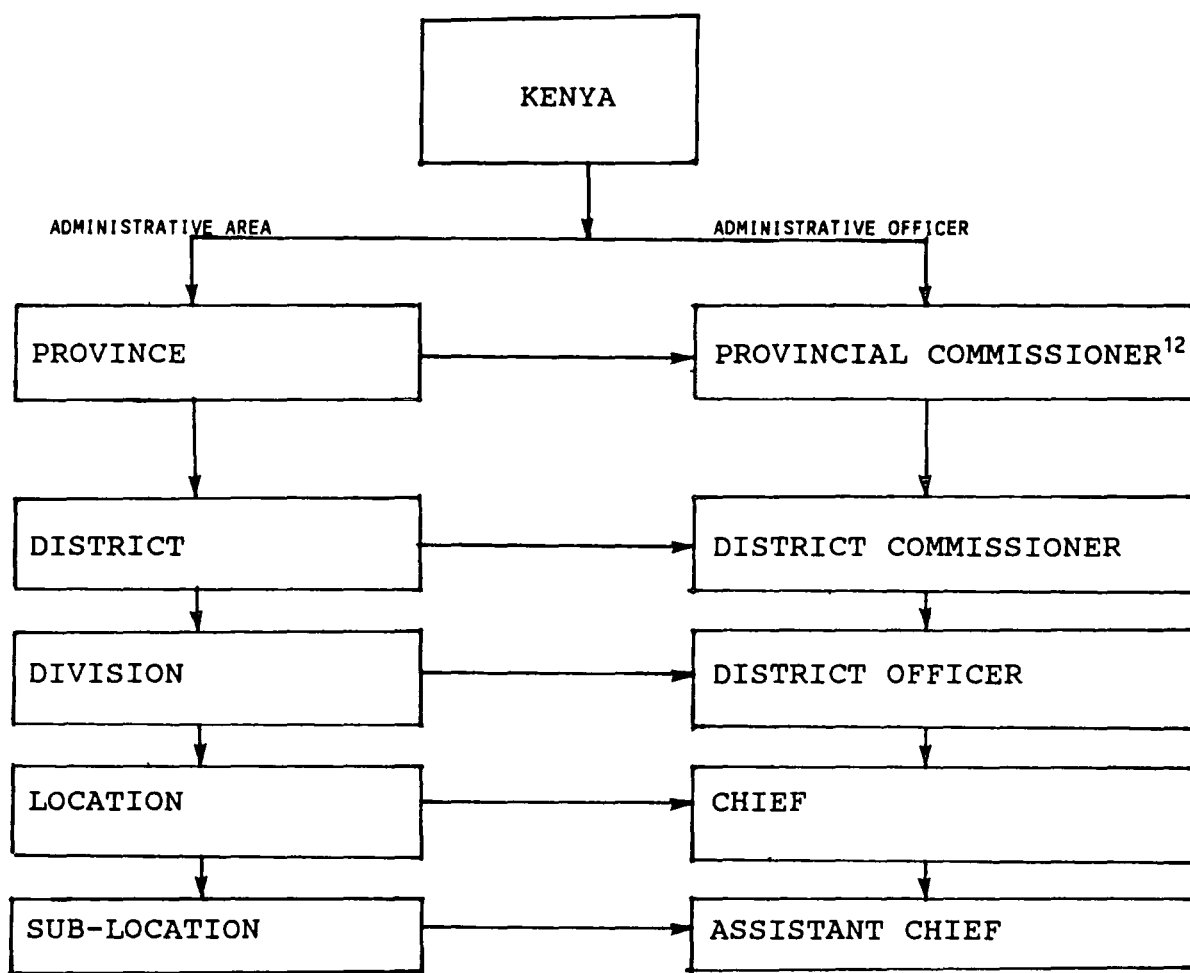 KENYA
ADMINISTRATIVE AREA
ADMINISTRATIVE OFFICER
PROVINCE
PROVINCIAL COMMISSIONER¹²
DISTRICT
DISTRICT COMMISSIONER
DIVISION
DISTRICT OFFICER
LOCATION
CHIEF
SUB-LOCATION
ASSISTANT CHIEF